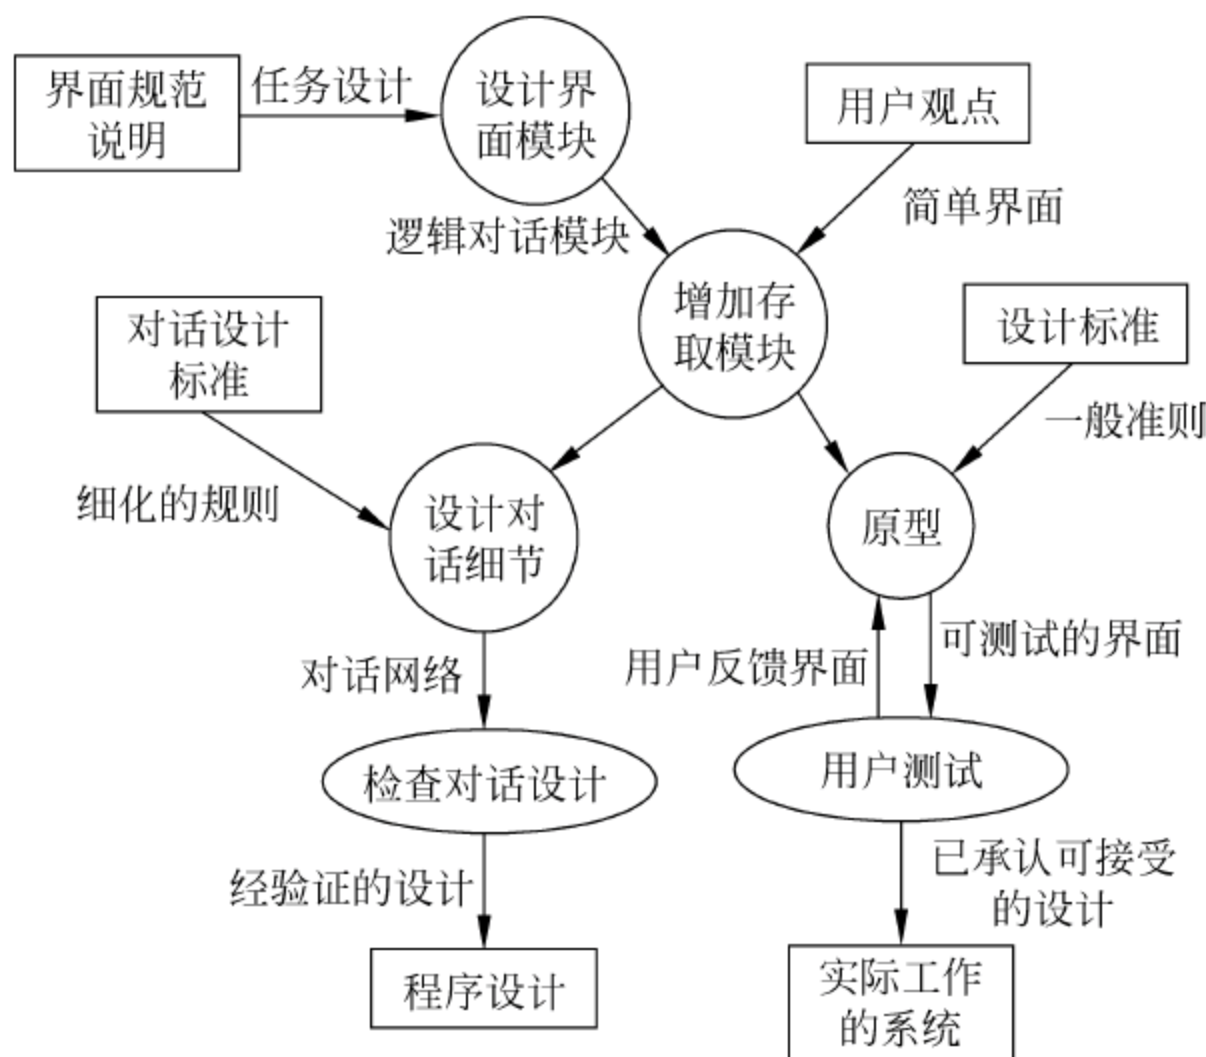 界面规范
说明
任务设计
设计界
面模块
用户观点
简单界面
逻辑对话模块
增加存
取模块
对话设计
标准
设计标准
一般准则
细化的规则
设计对
话细节
原型
对话网络
用户反馈界面
可测试的界面
检查对话设计
用户测试
经验证的设计
已承认可接受
的设计
程序设计
实际工作
的系统